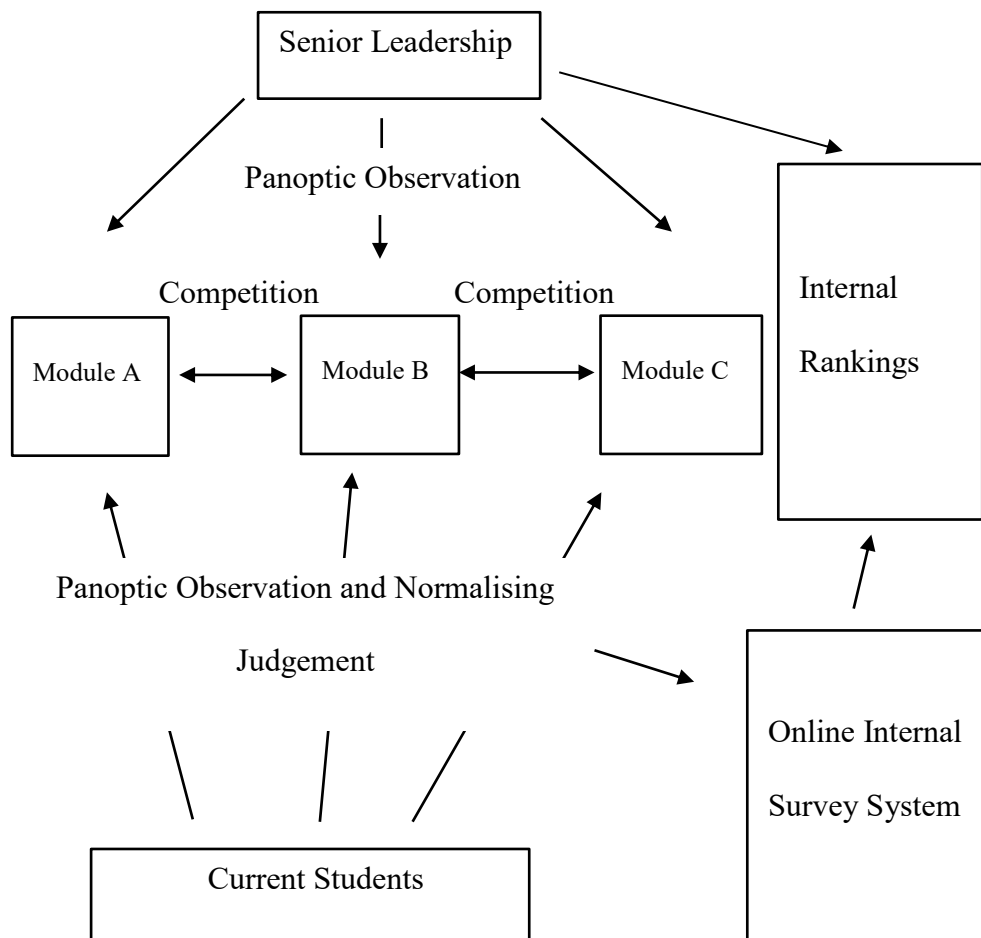 Senior Leadership
Panoptic Observation
Competition
Competition
Module A
Module B
Module C
Internal
Rankings
Panoptic Observation and Normalising
Judgement
Online Internal
Survey System
Current Students